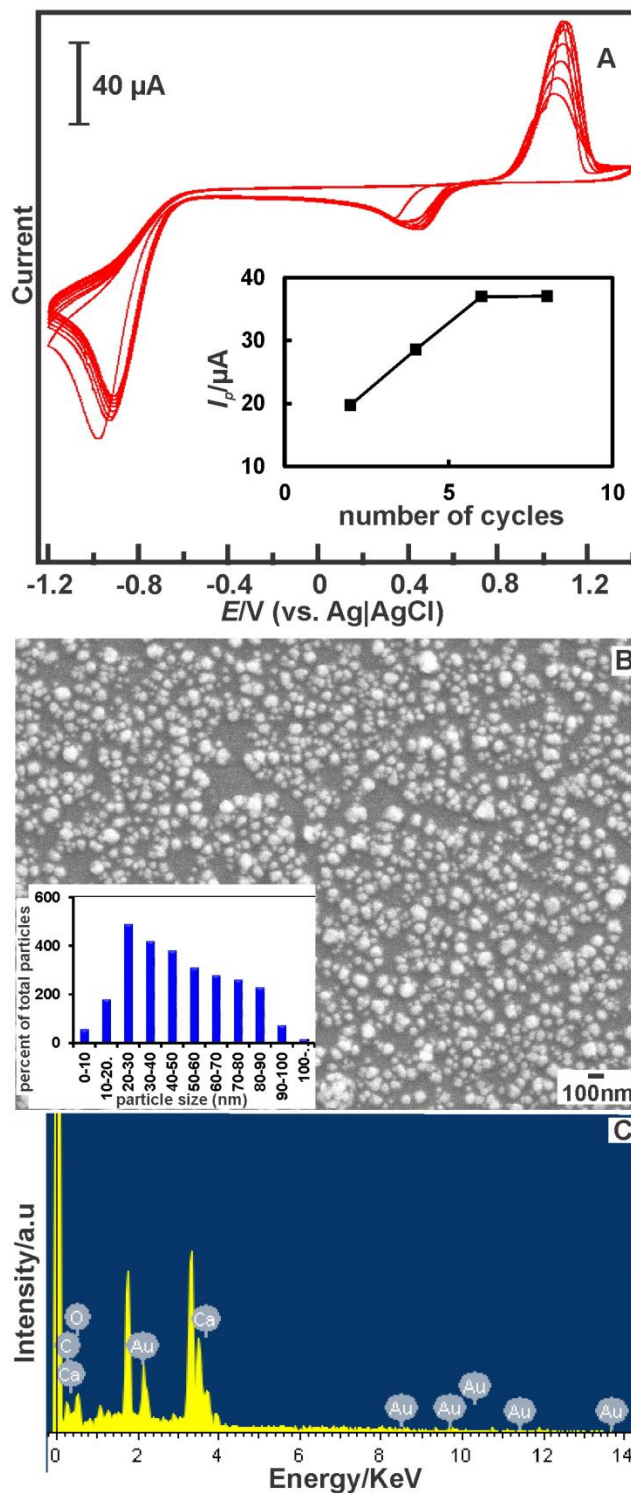 A
40 µA
Current
40
30
20
10
Ip/µA
0
5
10
number of cycles
-1.2
-0.8
-0.4
0
0.4
0.8
1.2
E/V (vs. Ag|AgCl)
B
600
400
200
0
percent of total particles
0-10
10-20.
20-30
30-40
40-50
50-60
60-70
70-80
80-90
90-100
100-..
particle size (nm)
100nm
C
Intensity/a.u
O
C
Ca
Au
Ca
Au
Au
Au
Au
Au
0
2
4
6
8
10
12
14
Energy/KeV